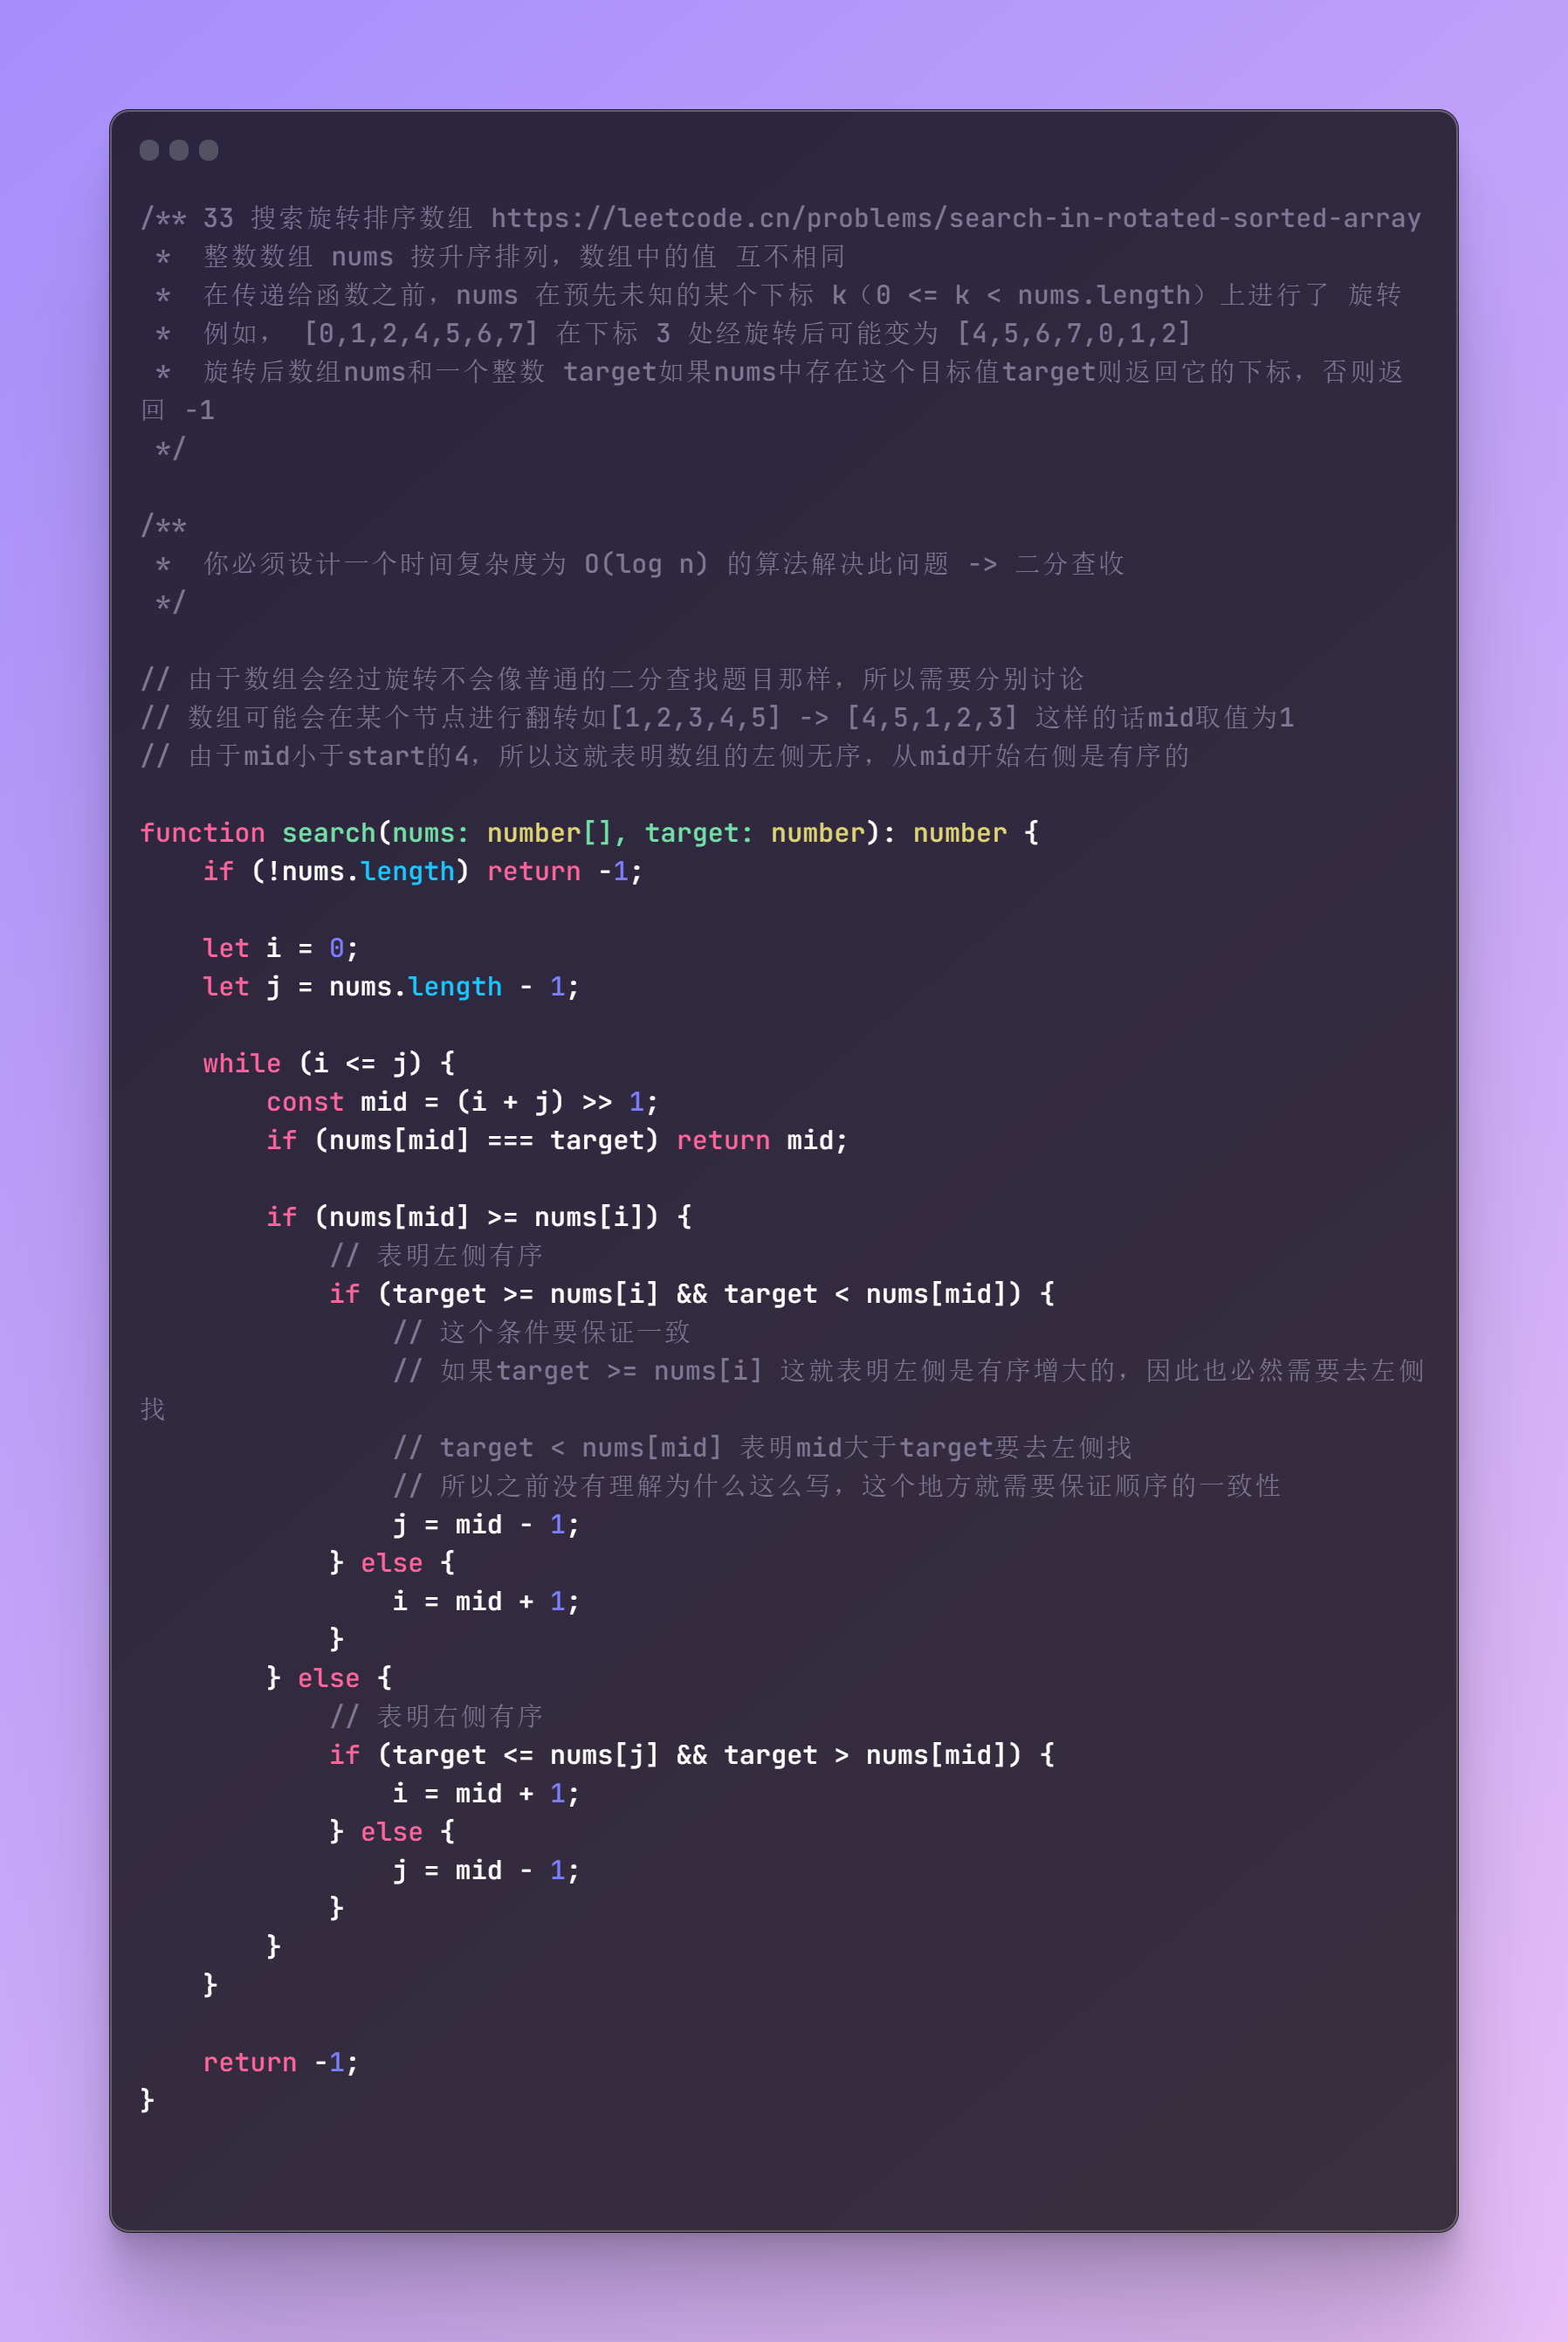 /** 33 搜索旋转排序数组 https://leetcode.cn/problems/search-in-rotated-sorted-array
 *  整数数组 nums 按升序排列，数组中的值 互不相同
 *  在传递给函数之前，nums 在预先未知的某个下标 k（0 <= k < nums.length）上进行了 旋转
 *  例如， [0,1,2,4,5,6,7] 在下标 3 处经旋转后可能变为 [4,5,6,7,0,1,2]
 *  旋转后数组nums和一个整数 target如果nums中存在这个目标值target则返回它的下标，否则返
回 -1
 */
/**
 *  你必须设计一个时间复杂度为 O(log n) 的算法解决此问题 -> 二分查收
 */
// 由于数组会经过旋转不会像普通的二分查找题目那样，所以需要分别讨论
// 数组可能会在某个节点进行翻转如[1,2,3,4,5] -> [4,5,1,2,3] 这样的话mid取值为1
// 由于mid小于start的4，所以这就表明数组的左侧无序，从mid开始右侧是有序的
function search(nums: number[], target: number): number {
    if (!nums.length) return -1;
    let i = 0;
    let j = nums.length - 1;
    while (i <= j) {
        const mid = (i + j) >> 1;
        if (nums[mid] === target) return mid;
        if (nums[mid] >= nums[i]) {
            // 表明左侧有序
            if (target >= nums[i] && target < nums[mid]) {
                // 这个条件要保证一致
                // 如果target >= nums[i] 这就表明左侧是有序增大的，因此也必然需要去左侧
找
                // target < nums[mid] 表明mid大于target要去左侧找
                // 所以之前没有理解为什么这么写，这个地方就需要保证顺序的一致性
                j = mid - 1;
            } else {
                i = mid + 1;
            }
        } else {
            // 表明右侧有序
            if (target <= nums[j] && target > nums[mid]) {
                i = mid + 1;
            } else {
                j = mid - 1;
            }
        }
    }
    return -1;
}